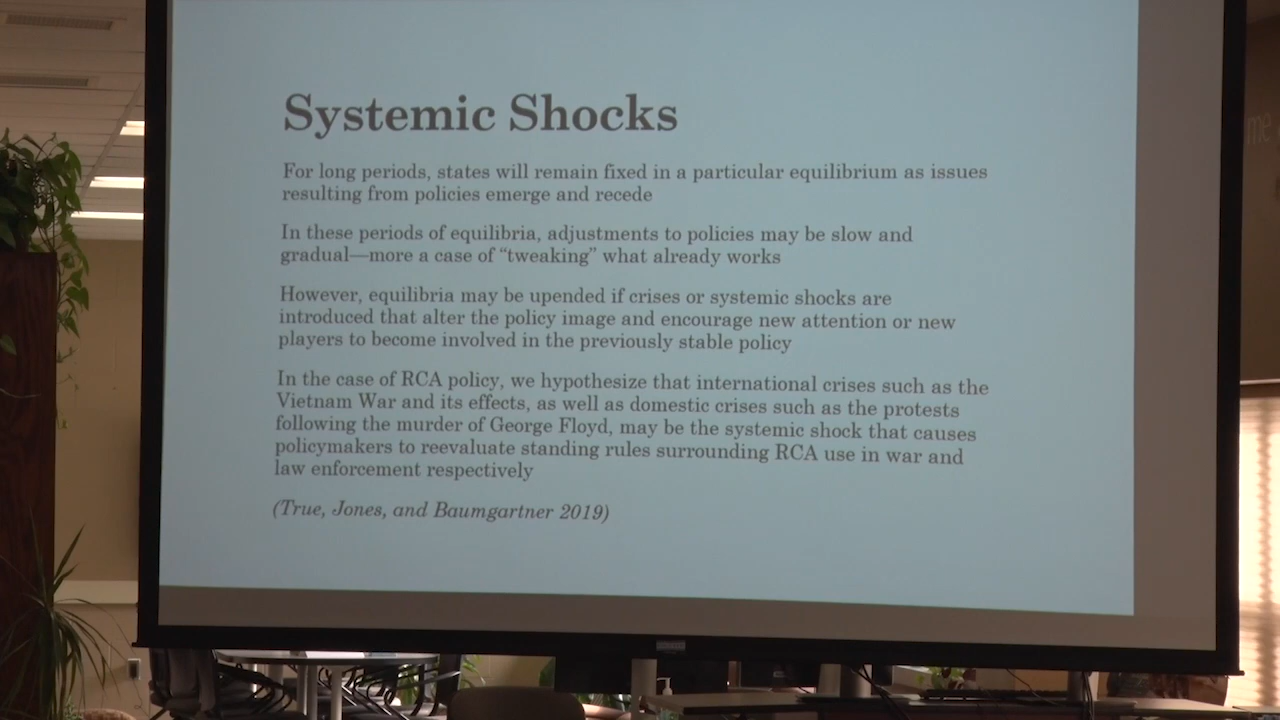 Systemic Shocks
For long periods, states will remain fixed in a particular equilibrium as issues
resulting from policies emerge and recede
In these periods of equilibria, adjustments to policies may be slow and
gradual—more a case of “tweaking” what already works
However, equilibria may be upended if crises or systemic shocks are
introduced that alter the policy image and encourage new attention or new
players to become involved in the previously stable policy
In the case of RCA policy, we hypothesize that international crises such as the
Vietnam War and its effects, as well as domestic crises such as the protests
following the murder of George Floyd, may be the systemic shock that causes
policymakers to reevaluate standing rules surrounding RCA use in war and
law enforcement respectively
(True, Jones, and Baumgartner 2019)